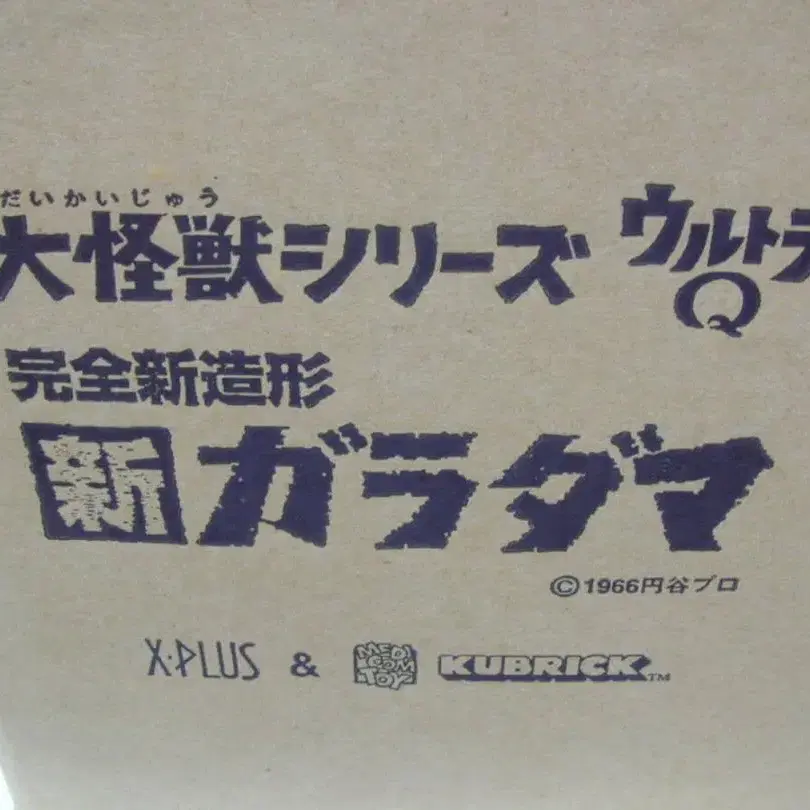 だいかいじゅう
大怪獣シリーズ ウルトラ
Q
完全新造形
新ガラダマ
©1966円谷プロ
X·PLUS & MEDICOM TOY KUBRICK™